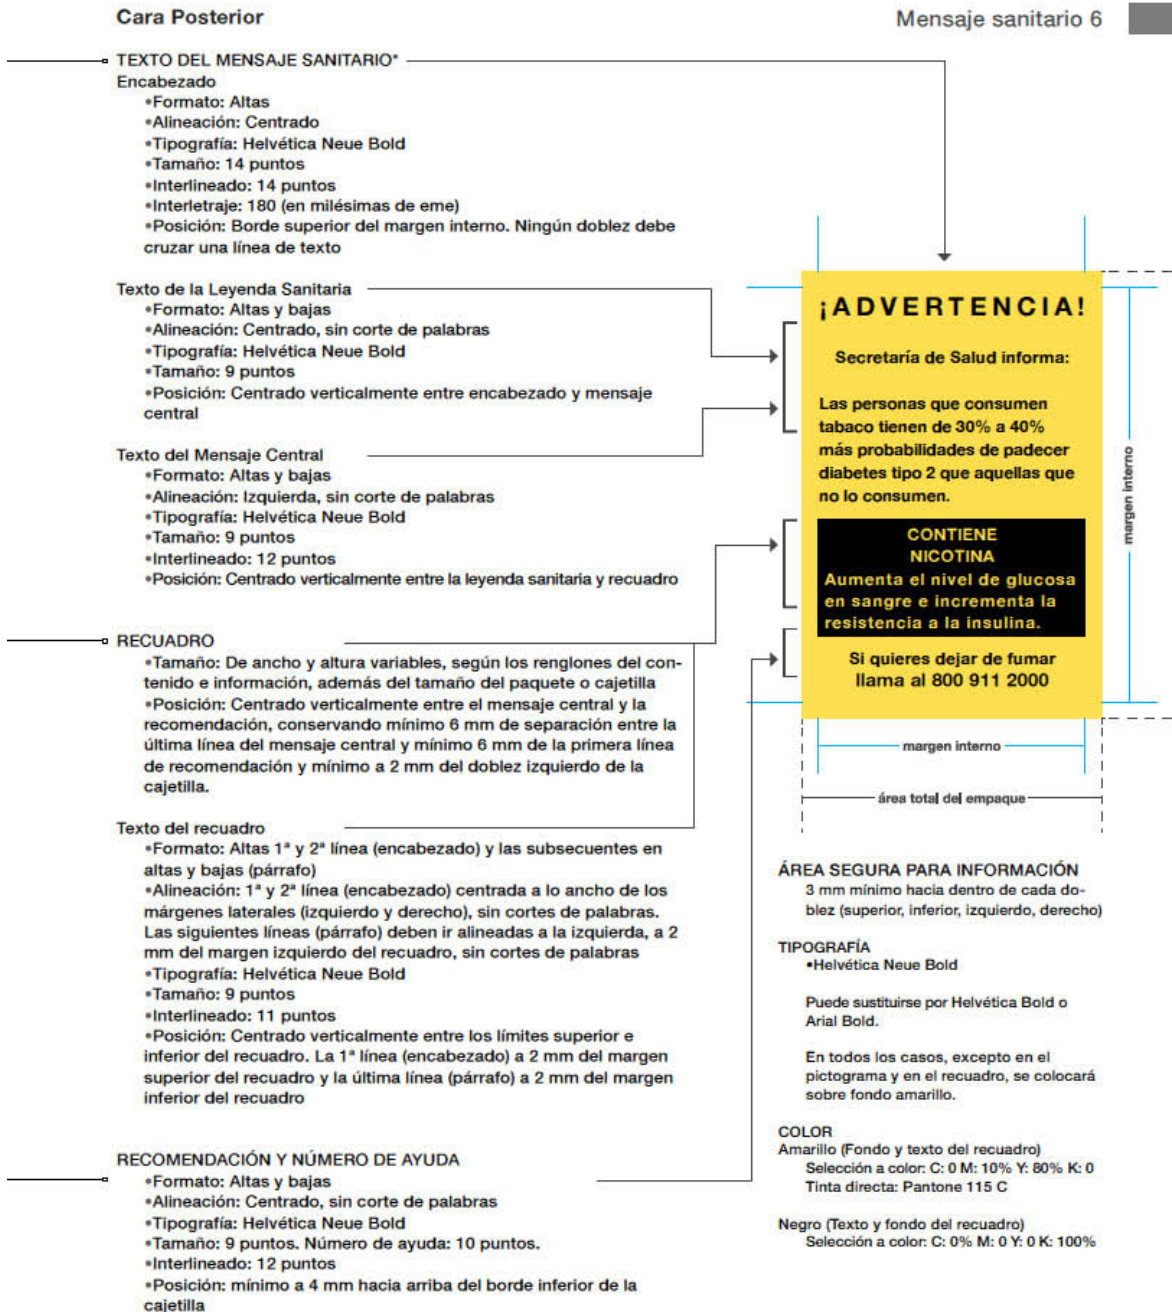 Cara Posterior
Mensaje sanitario 6
TEXTO DEL MENSAJE SANITARIO*
Encabezado
•Formato: Altas
•Alineación: Centrado
•Tipografía: Helvética Neue Bold
•Tamaño: 14 puntos
•Interlineado: 14 puntos
•Interletraje: 180 (en milésimas de eme)
•Posición: Borde superior del margen interno. Ningún doblez debe
cruzar una línea de texto
Texto de la Leyenda Sanitaria
•Formato: Altas y bajas
•Alineación: Centrado, sin corte de palabras
•Tipografía: Helvética Neue Bold
•Tamaño: 9 puntos
•Posición: Centrado verticalmente entre encabezado y mensaje
central
Texto del Mensaje Central
•Formato: Altas y bajas
•Alineación: Izquierda, sin corte de palabras
•Tipografía: Helvética Neue Bold
•Tamaño: 9 puntos
•Interlineado: 12 puntos
•Posición: Centrado verticalmente entre la leyenda sanitaria y recuadro
RECUADRO
•Tamaño: De ancho y altura variables, según los renglones del con-
tenido e información, además del tamaño del paquete o cajetilla
•Posición: Centrado verticalmente entre el mensaje central y la
recomendación, conservando mínimo 6 mm de separación entre la
última línea del mensaje central y mínimo 6 mm de la primera línea
de recomendación y mínimo a 2 mm del doblez izquierdo de la
cajetilla.
Texto del recuadro
•Formato: Altas 1ª y 2ª línea (encabezado) y las subsecuentes en
altas y bajas (párrafo)
•Alineación: 1ª y 2ª línea (encabezado) centrada a lo ancho de los
márgenes laterales (izquierdo y derecho), sin cortes de palabras.
Las siguientes líneas (párrafo) deben ir alineadas a la izquierda, a 2
mm del margen izquierdo del recuadro, sin cortes de palabras
•Tipografía: Helvética Neue Bold
•Tamaño: 9 puntos
•Interlineado: 11 puntos
•Posición: Centrado verticalmente entre los límites superior e
inferior del recuadro. La 1ª línea (encabezado) a 2 mm del margen
superior del recuadro y la última línea (párrafo) a 2 mm del margen
inferior del recuadro
RECOMENDACIÓN Y NÚMERO DE AYUDA
•Formato: Altas y bajas
•Alineación: Centrado, sin corte de palabras
•Tipografía: Helvética Neue Bold
•Tamaño: 9 puntos. Número de ayuda: 10 puntos.
•Interlineado: 12 puntos
•Posición: mínimo a 4 mm hacia arriba del borde inferior de la
cajetilla
¡ADVERTENCIA!
Secretaría de Salud informa:
Las personas que consumen
tabaco tienen de 30% a 40%
más probabilidades de padecer
diabetes tipo 2 que aquellas que
no lo consumen.
CONTIENE
NICOTINA
Aumenta el nivel de glucosa
en sangre e incrementa la
resistencia a la insulina.
Si quieres dejar de fumar
llama al 800 911 2000
margen interno
margen interno
área total del empaque
ÁREA SEGURA PARA INFORMACIÓN
3 mm mínimo hacia dentro de cada do-
blez (superior, inferior, izquierdo, derecho)
TIPOGRAFÍA
•Helvética Neue Bold
Puede sustituirse por Helvética Bold o
Arial Bold.
En todos los casos, excepto en el
pictograma y en el recuadro, se colocará
sobre fondo amarillo.
COLOR
Amarillo (Fondo y texto del recuadro)
Selección a color: C: 0 M: 10% Y: 80% K: 0
Tinta directa: Pantone 115 C
Negro (Texto y fondo del recuadro)
Selección a color: C: 0% M: 0 Y: 0 K: 100%